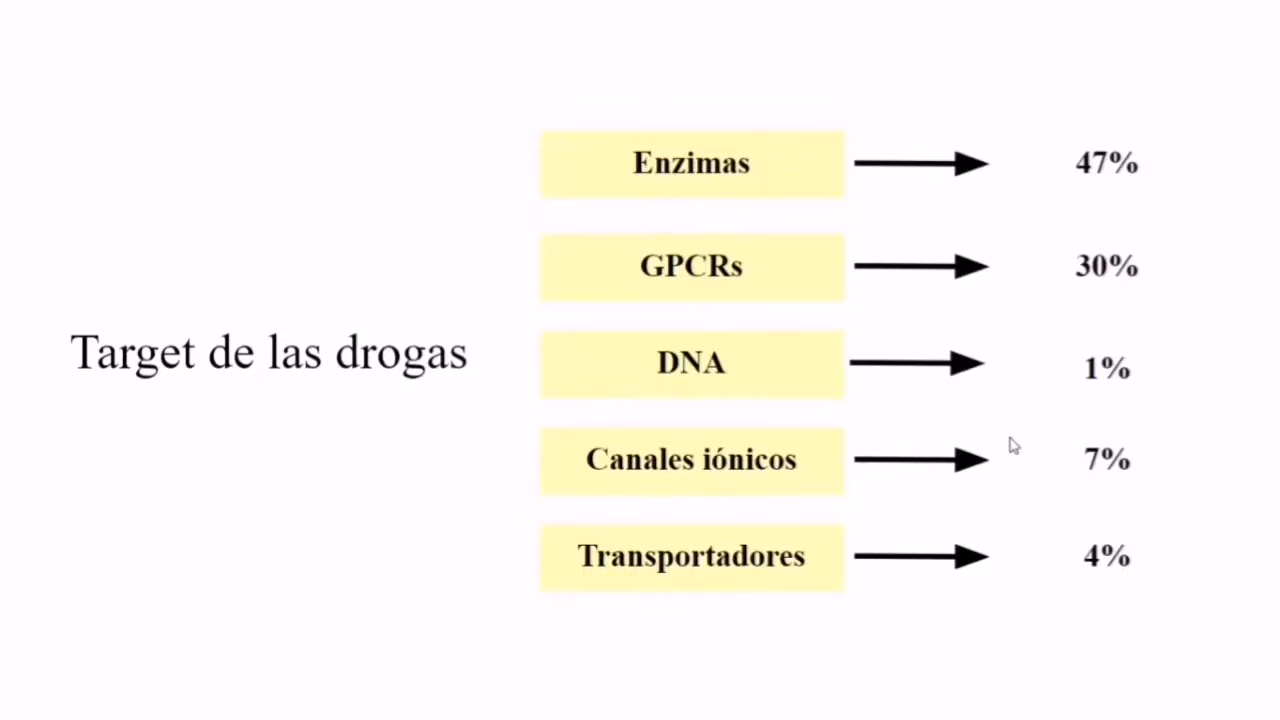 Target de las drogas
Enzimas 47%
GPCRs 30%
DNA 1%
Canales iónicos 7%
Transportadores 4%